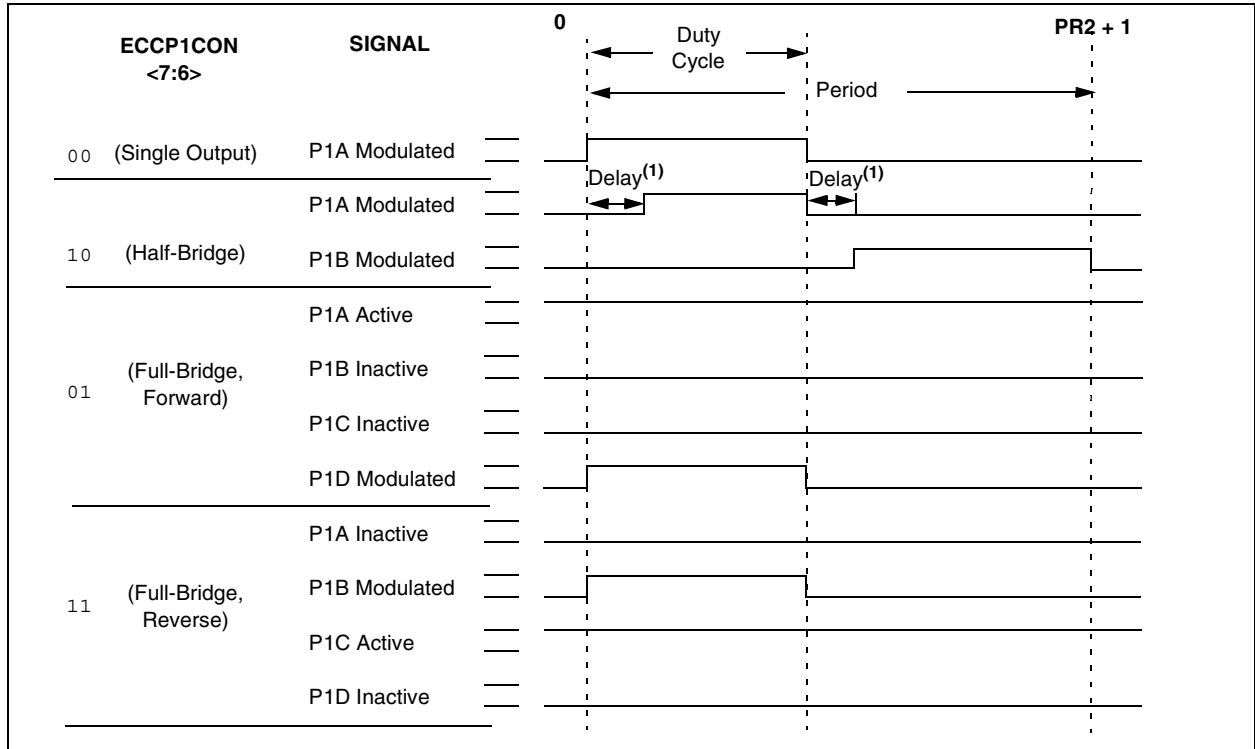 ECCP1CON
<7:6>
SIGNAL
0
PR2 + 1
Duty
Cycle
Period
00 (Single Output) P1A Modulated
Delay(1) Delay(1)
P1A Modulated
10 (Half-Bridge) P1B Modulated
P1A Active
01 (Full-Bridge,
Forward)
P1B Inactive
P1C Inactive
P1D Modulated
P1A Inactive
11 (Full-Bridge,
Reverse)
P1B Modulated
P1C Active
P1D Inactive